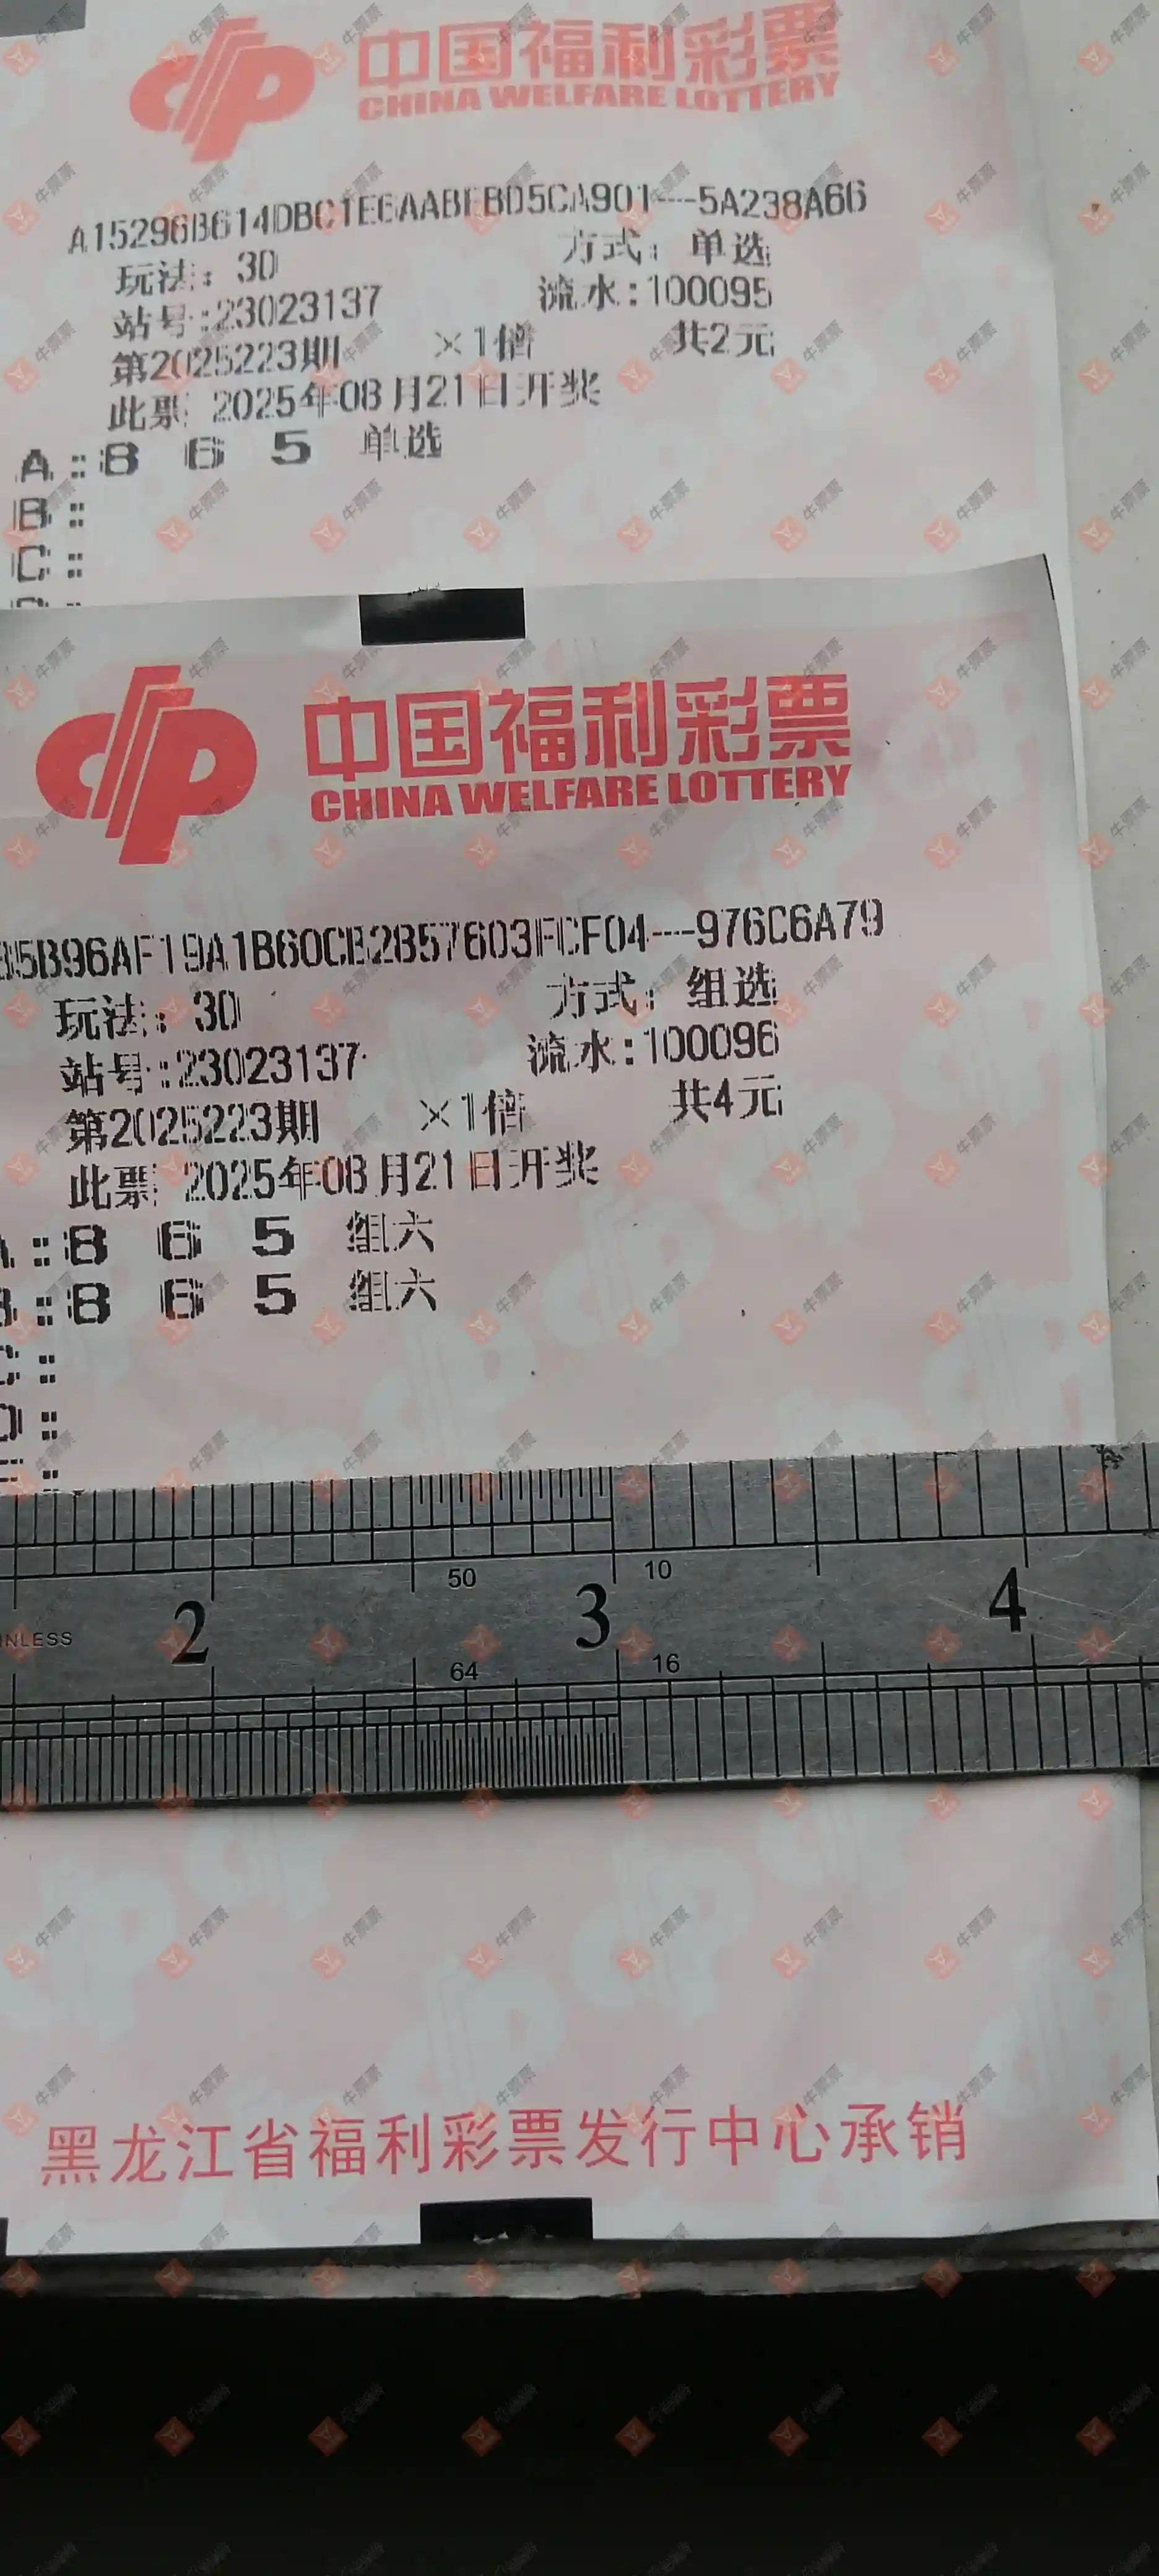 中国福利彩票
CHINA WELFARE LOTTERY
A15296B614DBC1E6AABEBD5CA901----5A238A66
玩法: 3D 方式: 单选
站号:23023137 流水:100095
第2025223期 ×1倍 共2元
此票 2025年08月21日开奖
A::8 6 5 单选
B::
C::
中国福利彩票
CHINA WELFARE LOTTERY
35B96AF19A1B60CB2857603FCF04----976C6A79
玩法: 3D 方式: 组选
站号:23023137 流水:100096
第2025223期 ×1倍 共4元
此票 2025年08月21日开奖
A::8 6 5 组六
B::8 6 5 组六
C::
D::
50 10
2 3 4
INLESS
64 16
黑龙江省福利彩票发行中心承销
牛票票